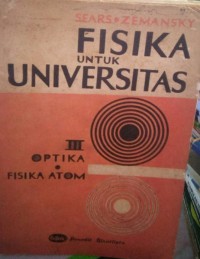 SEARS • ZEMANSKY
FISIKA
UNTUK
UNIVERSITAS
III
OPTIKA
•
FISIKA ATOM